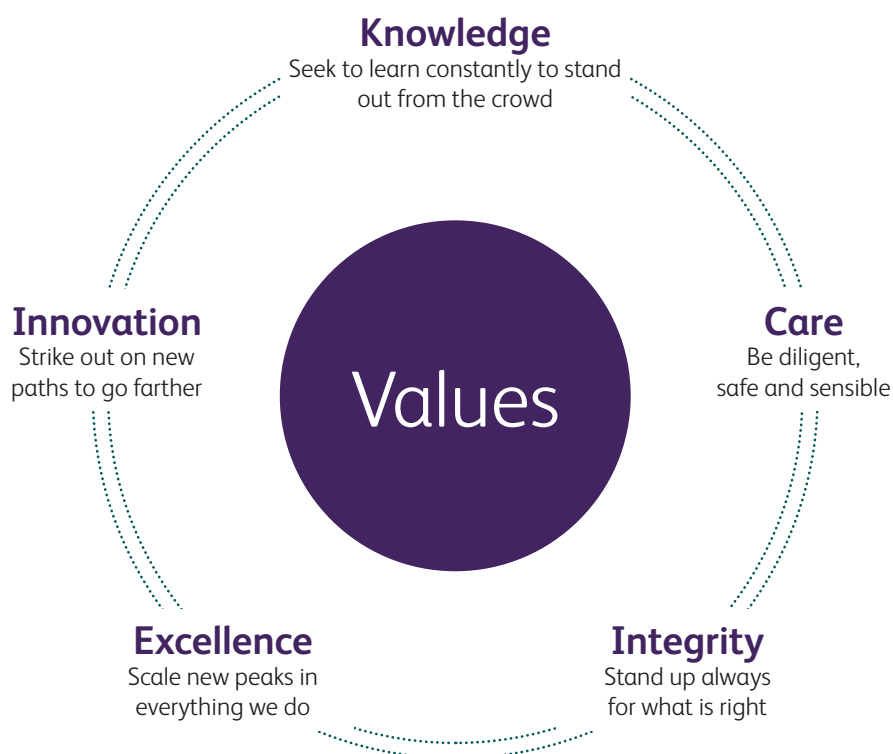 Knowledge
Seek to learn constantly to stand
out from the crowd
Innovation
Strike out on new
paths to go farther
Values
Care
Be diligent,
safe and sensible
Excellence
Scale new peaks in
everything we do
Integrity
Stand up always
for what is right